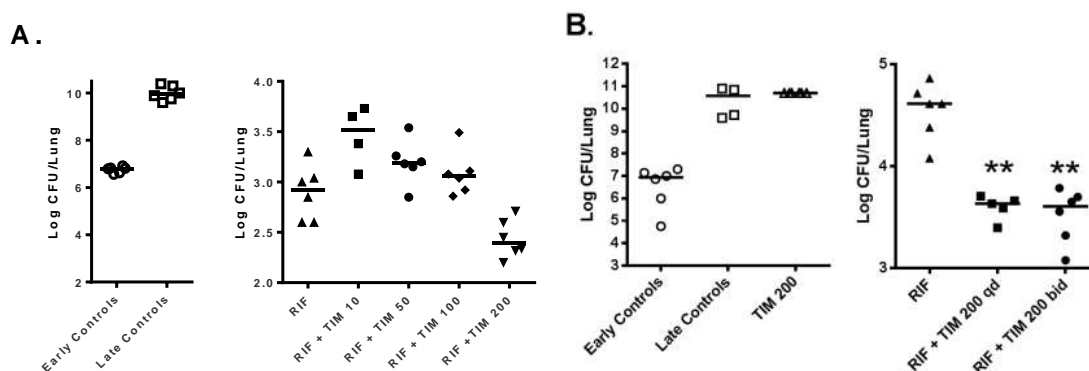 A.
Log CFU/Lung
10
8
6
4
2
Early Controls
Late Controls
Log CFU/Lung
4.0
3.5
3.0
2.5
2.0
RIF
RIF + TIM 10
RIF + TIM 50
RIF + TIM 100
RIF +TIM 200
B.
Log CFU/Lung
12
11
10
9
8
7
6
5
4
3
Early Controls
Late Controls
TIM 200
Log CFU/Lung
5
4
3
**
**
RIF
RIF + TIM 200 qd
RIF + TIM 200 bid